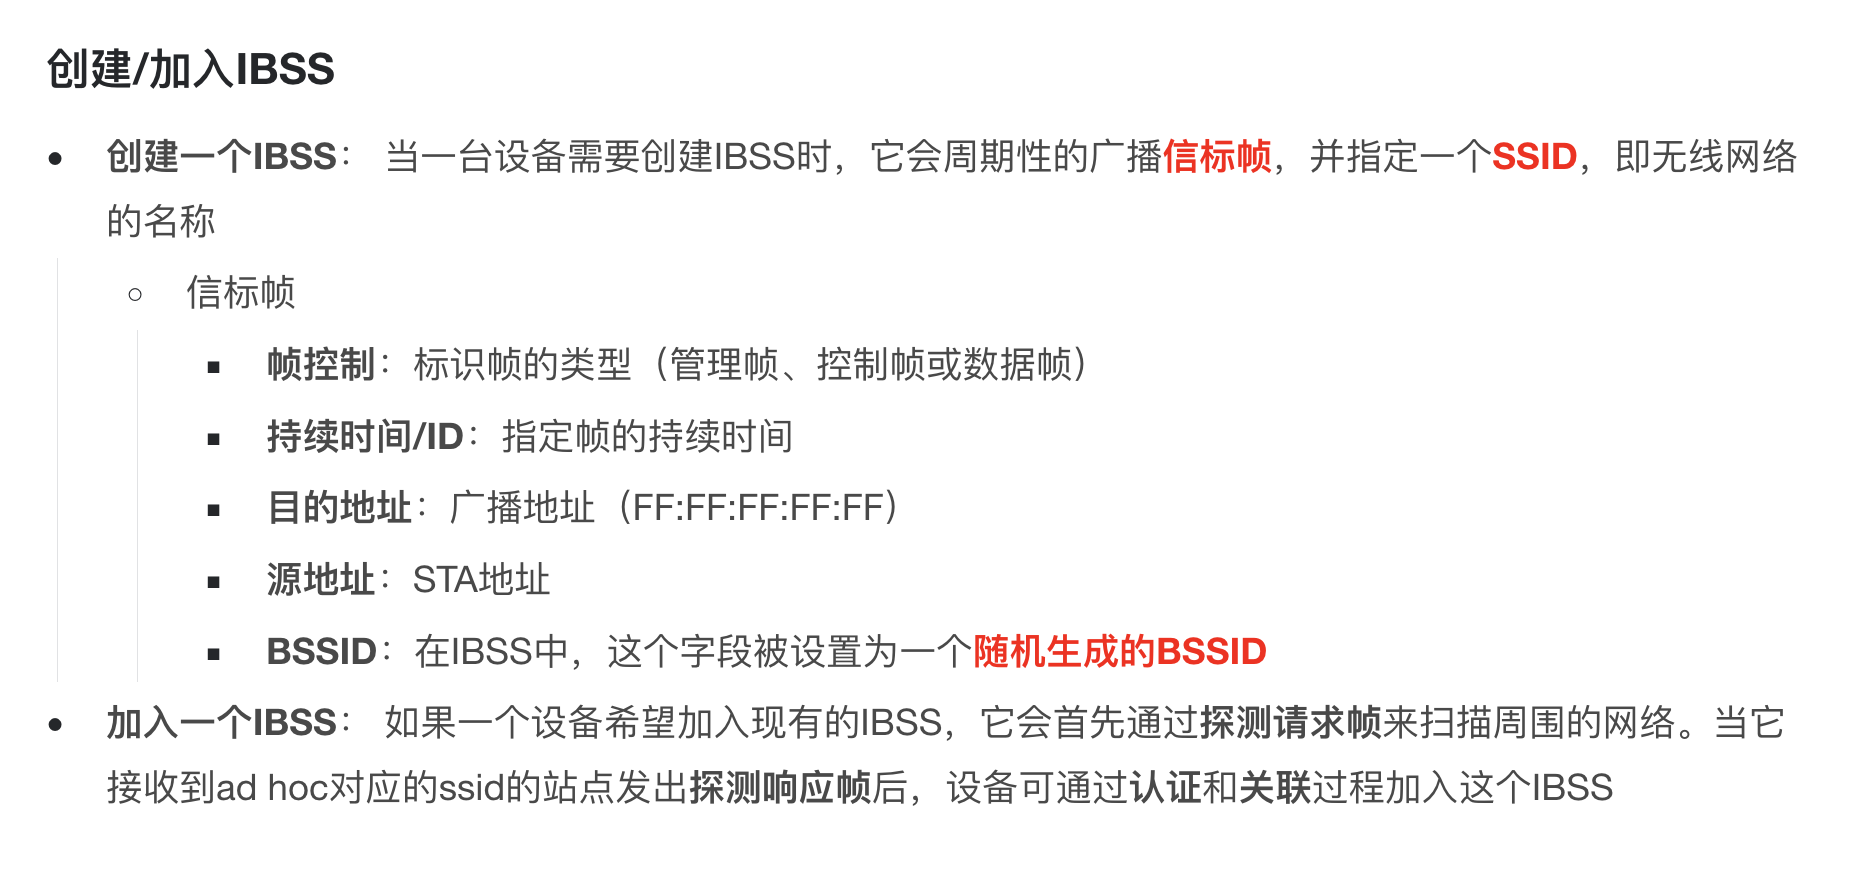 创建/加入IBSS
创建一个IBSS： 当一台设备需要创建IBSS时，它会周期性的广播信标帧，并指定一个SSID，即无线网络
的名称
信标帧
帧控制：标识帧的类型（管理帧、控制帧或数据帧）
持续时间/ID：指定帧的持续时间
目的地址：广播地址（FF:FF:FF:FF:FF）
源地址：STA地址
BSSID：在IBSS中，这个字段被设置为一个随机生成的BSSID
加入一个IBSS： 如果一个设备希望加入现有的IBSS，它会首先通过探测请求帧来扫描周围的网络。当它
接收到ad hoc对应的ssid的站点发出探测响应帧后，设备可通过认证和关联过程加入这个IBSS